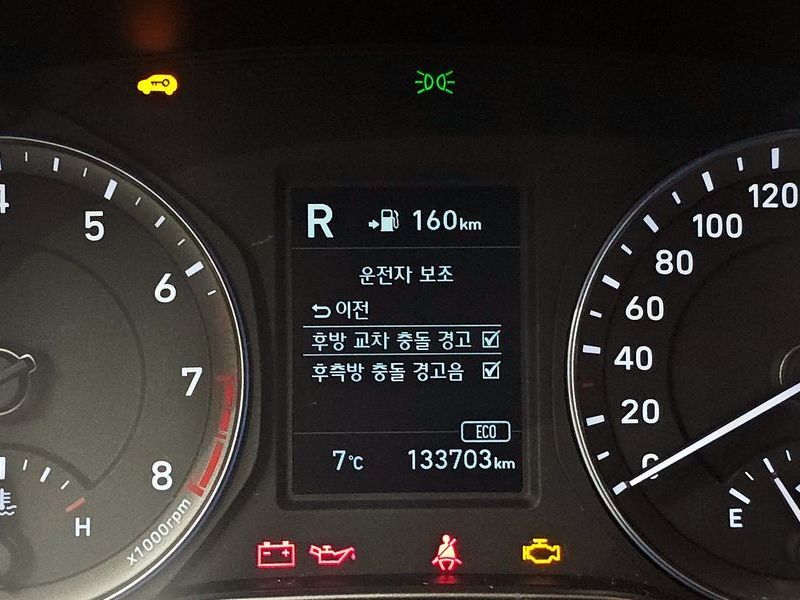 R 160km
운전자 보조
이전
후방 교차 충돌 경고
후측방 충돌 경고음
ECO
7℃ 133703km
4
5
6
7
8
x1000rpm
H
120
100
80
60
40
20
0
E